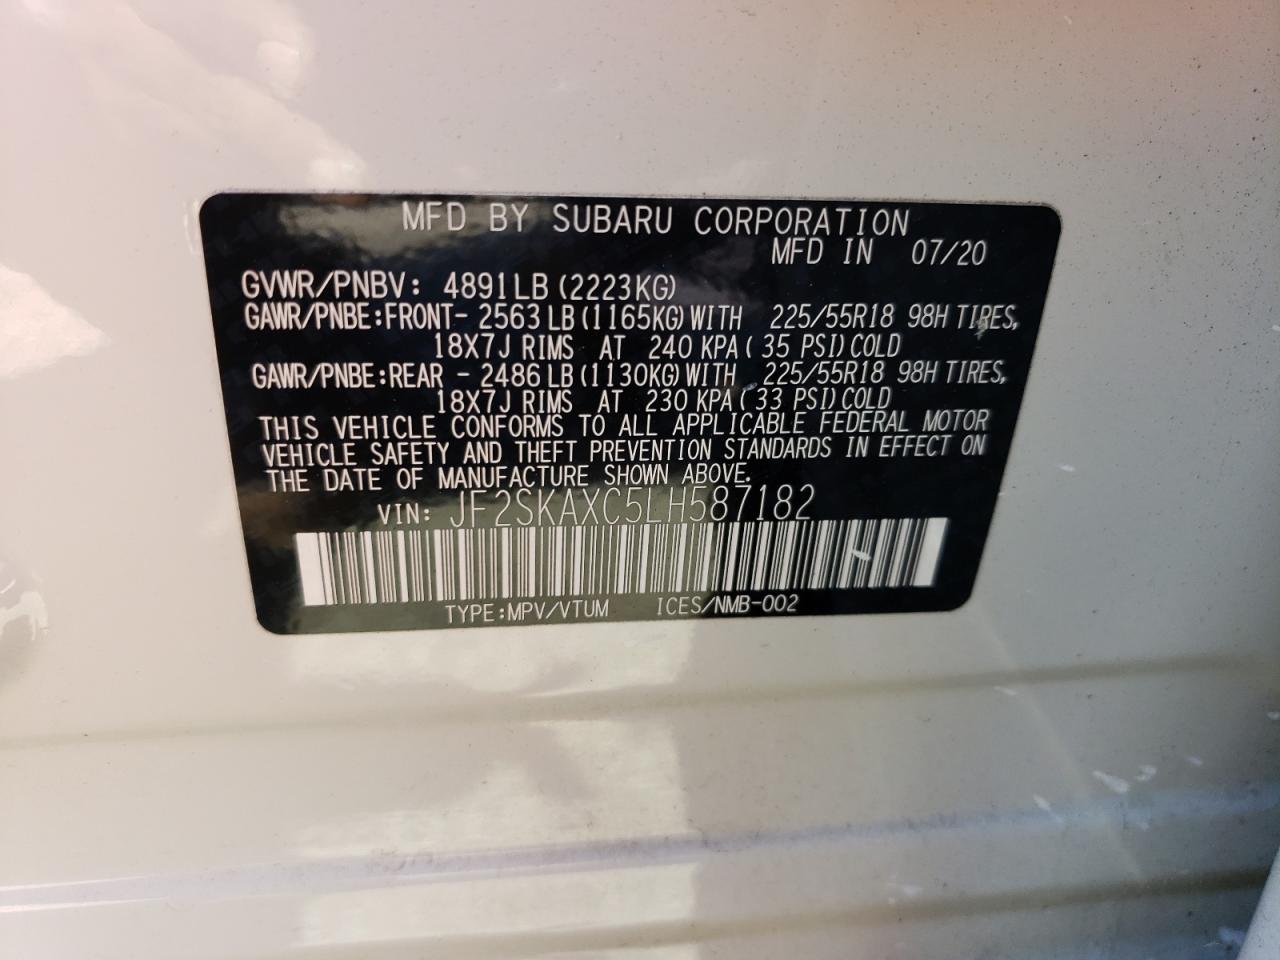 MFD BY SUBARU CORPORATION
MFD IN 07/20
GVWR/PNBV: 4891LB (2223KG)
GAWR/PNBE:FRONT- 2563 LB (1165KG) WITH 225/55R18 98H TIRES,
18X7J RIMS AT 240 KPA ( 35 PSI) COLD
GAWR/PNBE:REAR - 2486 LB (1130KG) WITH 225/55R18 98H TIRES,
18X7J RIMS AT 230 KPA ( 33 PSI) COLD
THIS VEHICLE CONFORMS TO ALL APPLICABLE FEDERAL MOTOR
VEHICLE SAFETY AND THEFT PREVENTION STANDARDS IN EFFECT ON
THE DATE OF MANUFACTURE SHOWN ABOVE.
VIN: JF2SKAXC5LH587182
TYPE:MPV/VTUM ICES/NMB-002